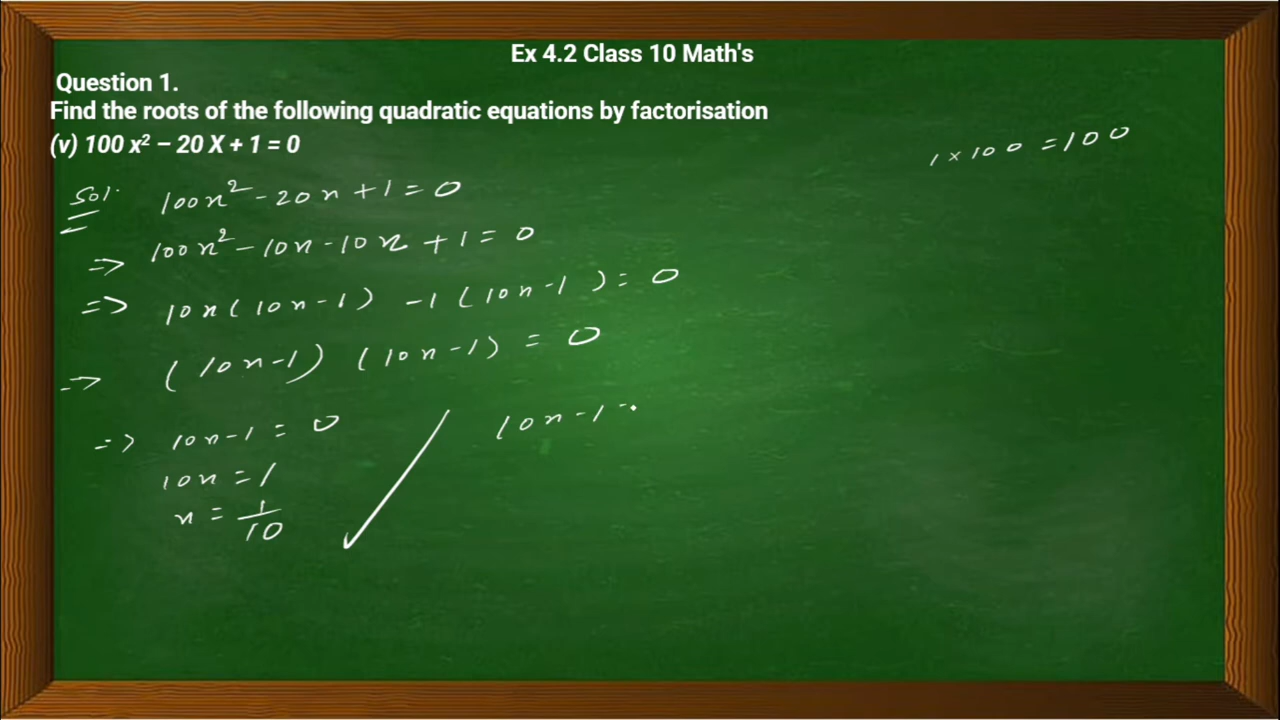 Ex 4.2 Class 10 Math's
Question 1.
Find the roots of the following quadratic equations by factorisation
(v) 100 x² – 20 X + 1 = 0
1 × 100 = 100
Sol. 100x² - 20x + 1 = 0
=> 100x² - 10x - 10x + 1 = 0
=> 10x (10x - 1) - 1 (10x - 1) = 0
=> (10x - 1) (10x - 1) = 0
=> 10x - 1 = 0 / 10x - 1 =
10x = 1
x = 1/10